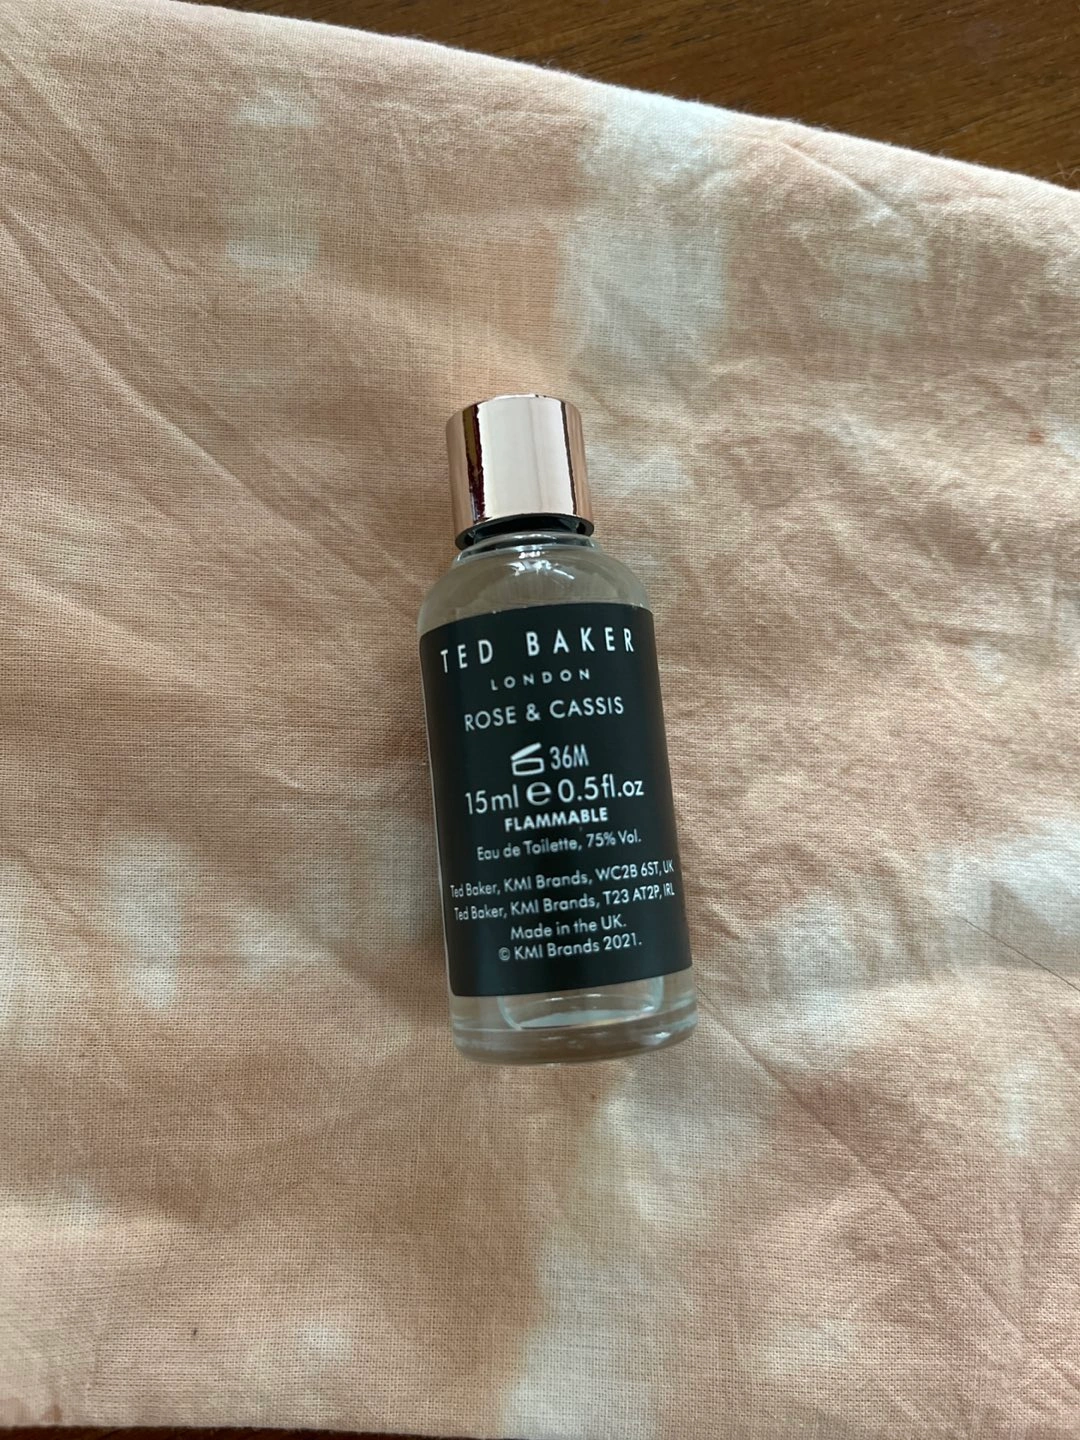 TED BAKER
LONDON
ROSE & CASSIS
36M
15ml ℮ 0.5fl.oz
FLAMMABLE
Eau de Toilette, 75% Vol.
Ted Baker, KMI Brands, WC2B 6ST, UK
Ted Baker, KMI Brands, T23 AT2P, IRL
Made in the UK.
© KMI Brands 2021.